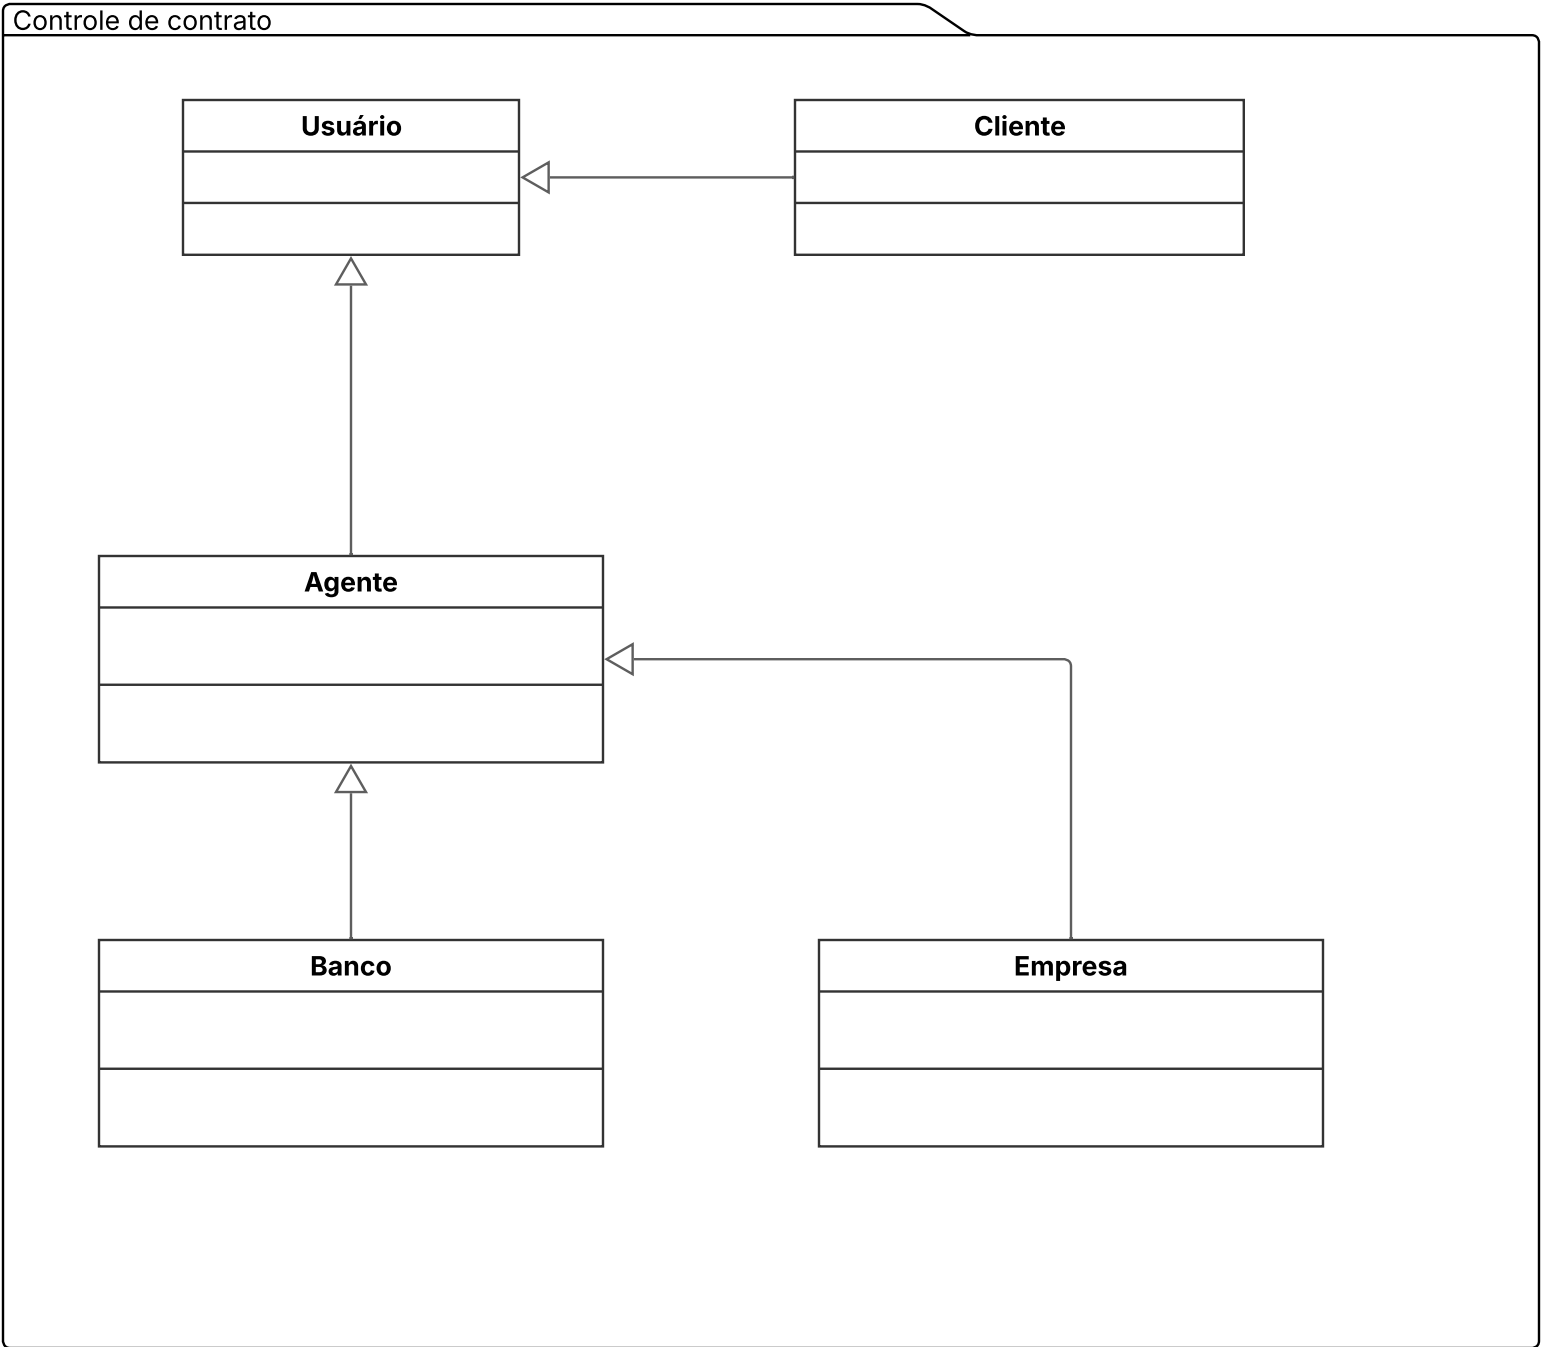 Controle de contrato
Usuário
Cliente
Agente
Banco
Empresa